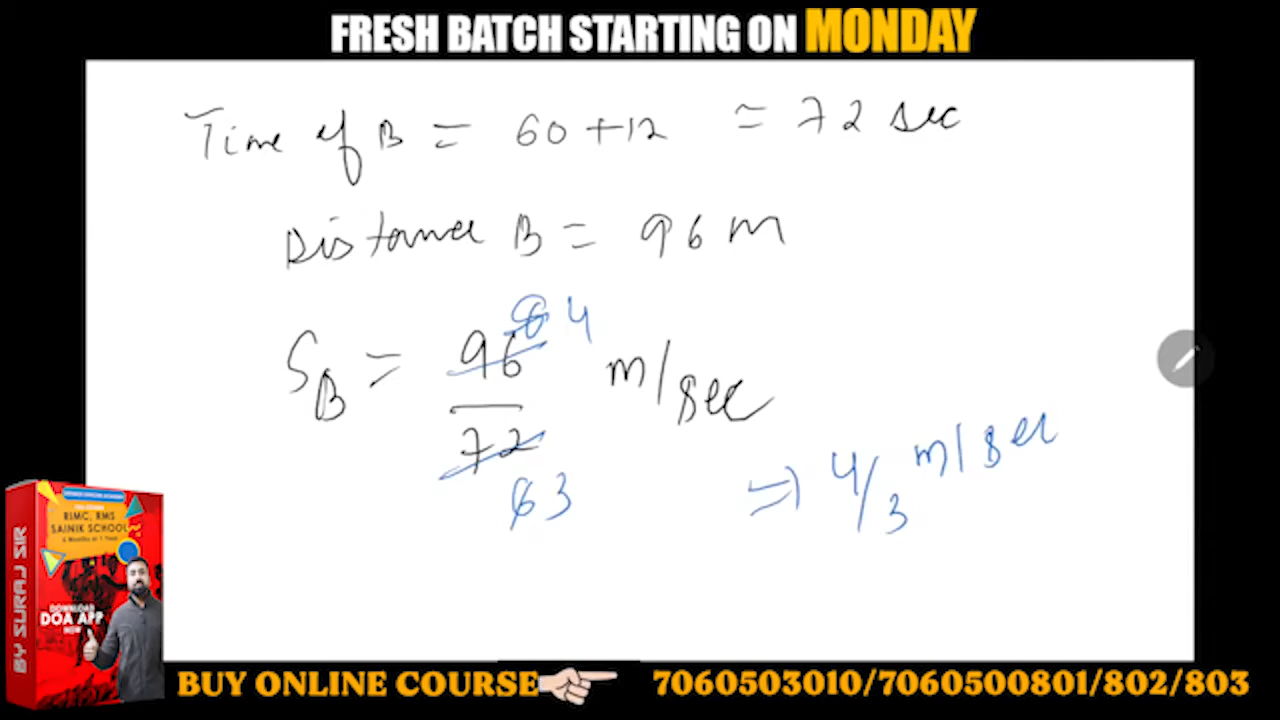 FRESH BATCH STARTING ON MONDAY
Time of B = 60 + 12 = 72 sec
Distance B = 96 m
8 4
S_B = 96/72 m/sec
6 3
=> 4/3 m/sec
RIMC, RMS
SAINIK SCHOOL
DOWNLOAD
DOA APP
NOW
BY SURAJ SIR
BUY ONLINE COURSE 7060503010/7060500801/802/803